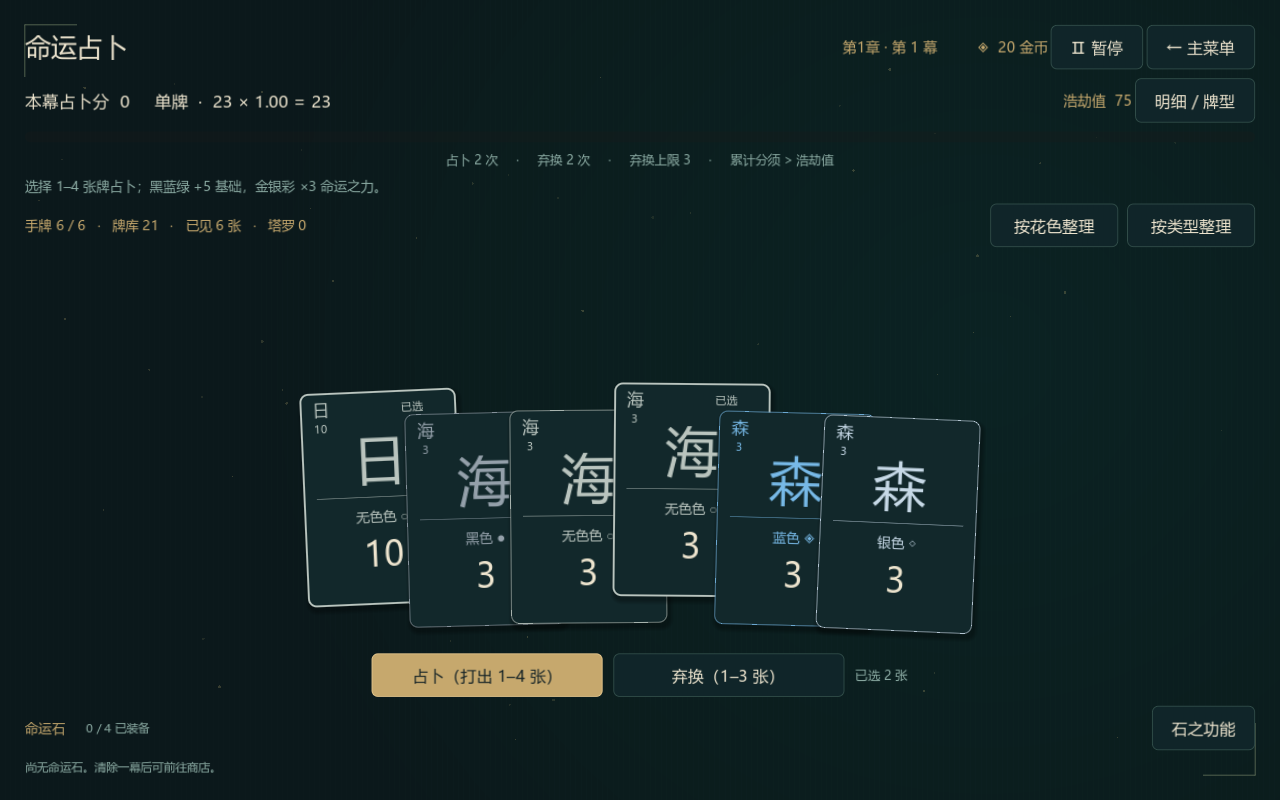 命运占卜
第1章 · 第 1 幕 ◈ 20 金币 暂停 ← 主菜单
本幕占卜分 0 单牌 · 23 × 1.00 = 23
浩劫值 75 明细 / 牌型
占卜 2 次 · 弃换 2 次 · 弃换上限 3 · 累计分须 > 浩劫值
选择 1–4 张牌占卜；黑蓝绿 +5 基础，金银彩 ×3 命运之力。
手牌 6 / 6 · 牌库 21 · 已见 6 张 · 塔罗 0
按花色整理 按类型整理
日 10 已选
日
无色色 ○
10
海 3
海
黑色 ●
3
海 3
海
无色色 ○
3
海 3 已选
海
无色色 ○
3
森 3
森
蓝色 ◈
3
森 3
森
银色 ◇
3
占卜（打出 1–4 张） 弃换（1–3 张） 已选 2 张
命运石 0 / 4 已装备
石之功能
尚无命运石。清除一幕后可前往商店。